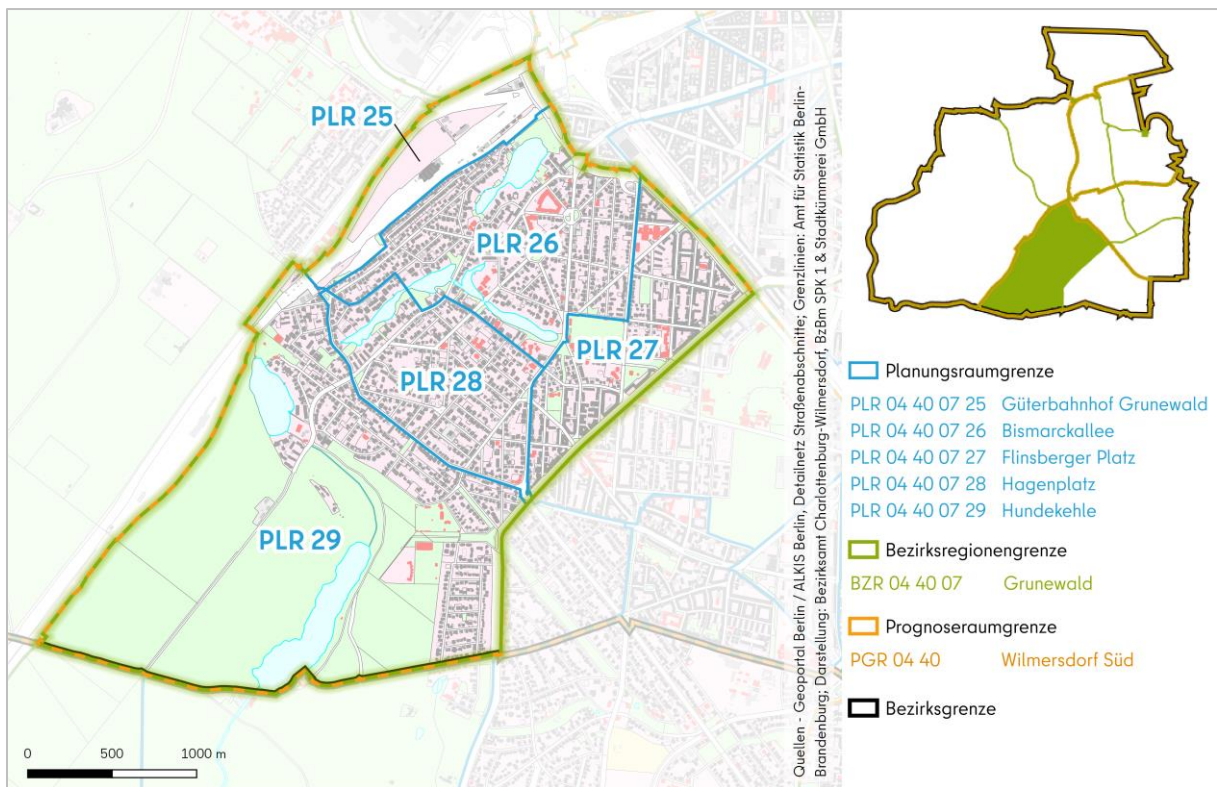 PLR 25
PLR 26
PLR 27
PLR 28
PLR 29
0 500 1000 m
Quellen - Geoportal Berlin / ALKIS Berlin, Detailnetz Straßenabschnitte; Grenzlinien: Amt für Statistik Berlin-
Brandenburg; Darstellung: Bezirksamt Charlottenburg-Wilmersdorf, BzBm SPK 1 & Stadtkümmerei GmbH
Planungsraumgrenze
PLR 04 40 07 25 Güterbahnhof Grunewald
PLR 04 40 07 26 Bismarckallee
PLR 04 40 07 27 Flinsberger Platz
PLR 04 40 07 28 Hagenplatz
PLR 04 40 07 29 Hundekehle
Bezirksregionengrenze
BZR 04 40 07 Grunewald
Prognoseraumgrenze
PGR 04 40 Wilmersdorf Süd
Bezirksgrenze